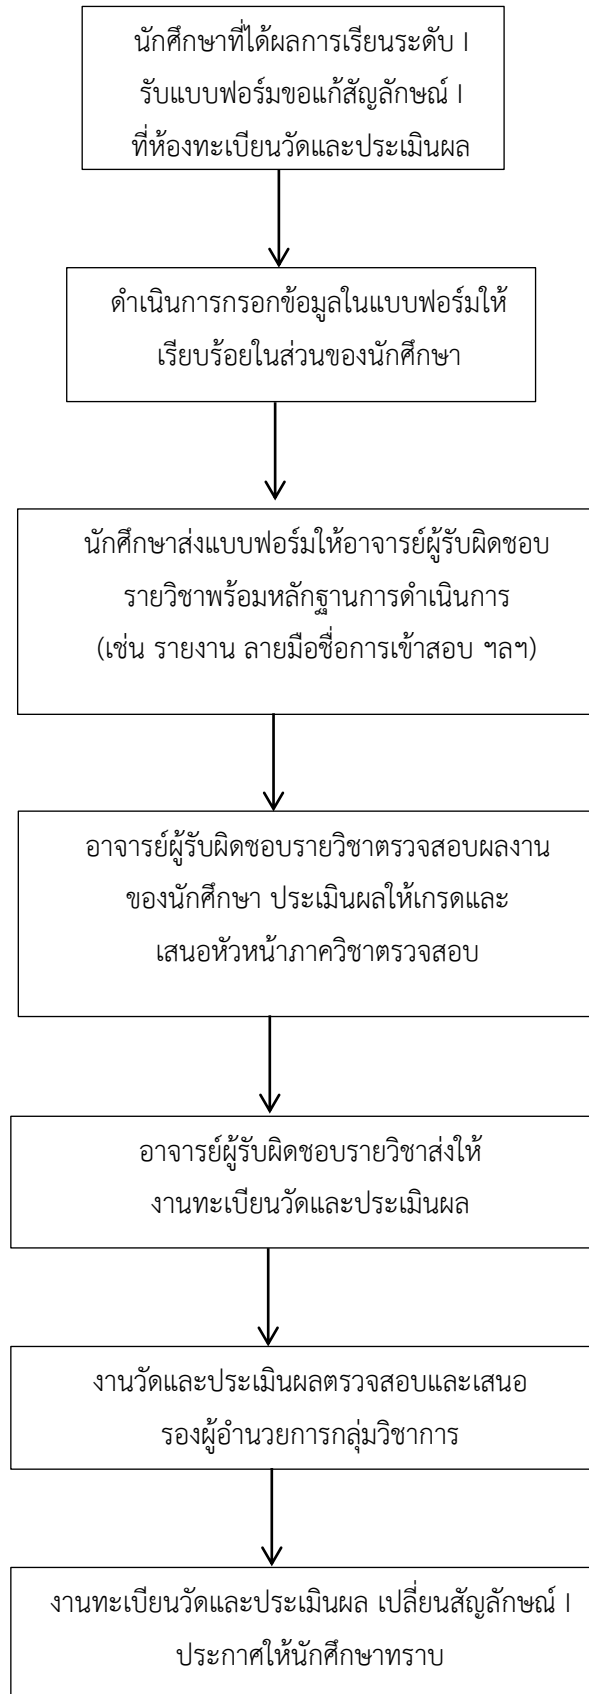 นักศึกษาที่ได้ผลการเรียนระดับ I
รับแบบฟอร์มขอแก้สัญลักษณ์ I
ที่ห้องทะเบียนวัดและประเมินผล
ดำเนินการกรอกข้อมูลในแบบฟอร์มให้
เรียบร้อยในส่วนของนักศึกษา
นักศึกษาส่งแบบฟอร์มให้อาจารย์ผู้รับผิดชอบ
รายวิชาพร้อมหลักฐานการดำเนินการ
(เช่น รายงาน ลายมือชื่อการเข้าสอบ ฯลฯ)
อาจารย์ผู้รับผิดชอบรายวิชาตรวจสอบผลงาน
ของนักศึกษา ประเมินผลให้เกรดและ
เสนอหัวหน้าภาควิชาตรวจสอบ
อาจารย์ผู้รับผิดชอบรายวิชาส่งให้
งานทะเบียนวัดและประเมินผล
งานวัดและประเมินผลตรวจสอบและเสนอ
รองผู้อำนวยการกลุ่มวิชาการ
งานทะเบียนวัดและประเมินผล เปลี่ยนสัญลักษณ์ I
ประกาศให้นักศึกษาทราบ